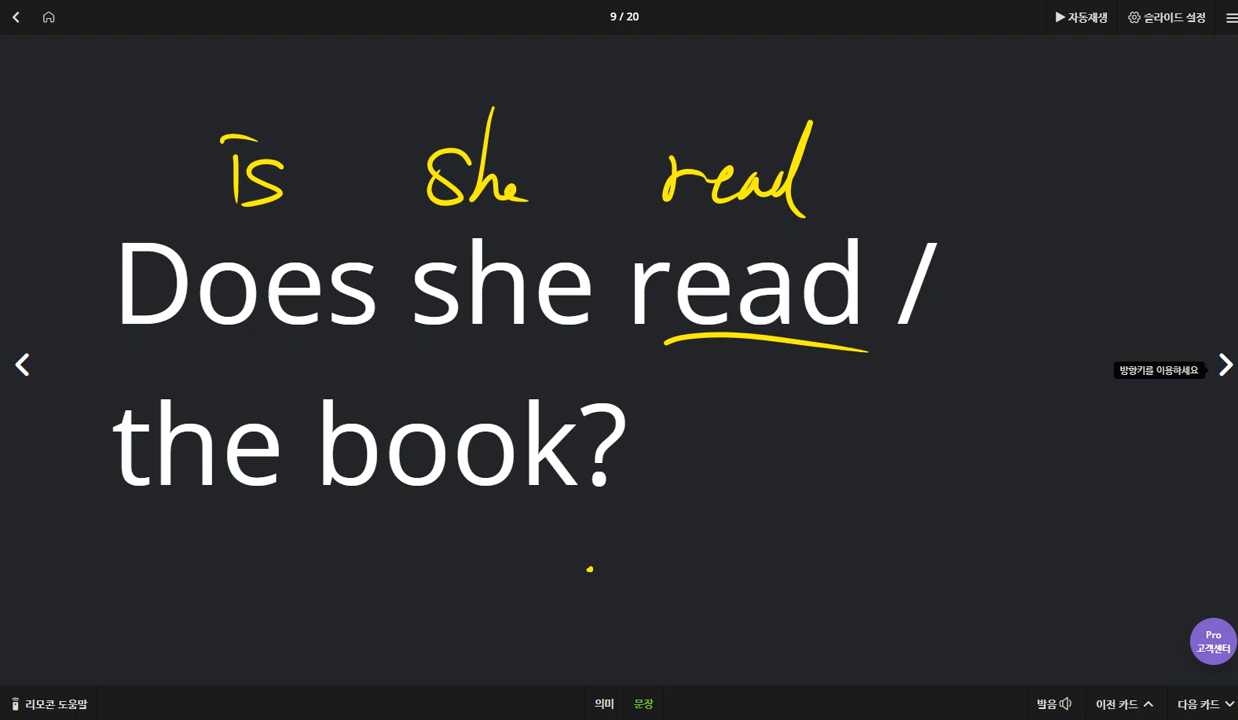 9 / 20
▶자동재생
슬라이드 설정
is she read
Does she read /
the book?
방향키를 이용하세요
Pro
고객센터
리모콘 도움말
의미
문장
발음
이전 카드
다음 카드